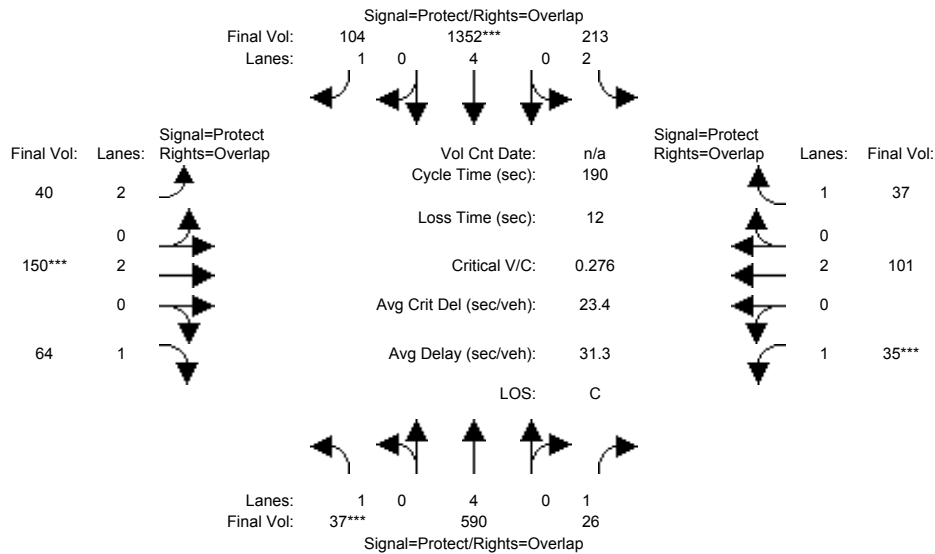 Signal=Protect/Rights=Overlap
Final Vol: 104 1352*** 213
Lanes: 1 0 4 0 2
Signal=Protect Signal=Protect
Final Vol: Lanes: Rights=Overlap Vol Cnt Date: n/a Rights=Overlap Lanes: Final Vol:
Cycle Time (sec): 190
40 2 1 37
Loss Time (sec): 12
0 0
150*** 2 Critical V/C: 0.276 2 101
0 Avg Crit Del (sec/veh): 23.4 0
64 1 Avg Delay (sec/veh): 31.3 1 35***
LOS: C
Lanes: 1 0 4 0 1
Final Vol: 37*** 590 26
Signal=Protect/Rights=Overlap